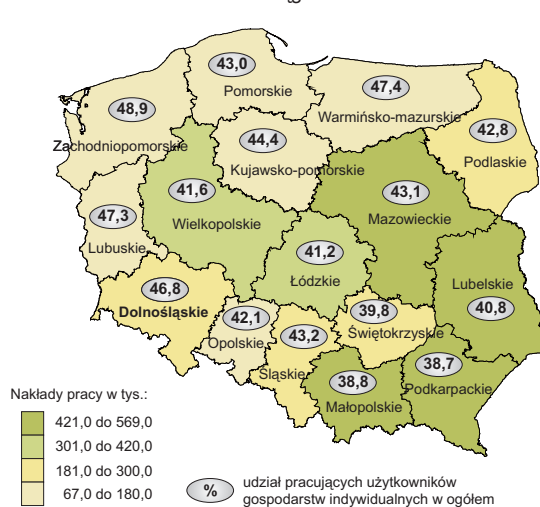 43,0
Pomorskie
47,4
Warmińsko-mazurskie
48,9
Zachodniopomorskie
42,8
Podlaskie
44,4
Kujawsko-pomorskie
41,6
Wielkopolskie
43,1
Mazowieckie
47,3
Lubuskie
41,2
Łódzkie
Lubelskie
40,8
46,8
Dolnośląskie
42,1
Opolskie
43,2
Śląskie
39,8
Świętokrzyskie
38,8
Małopolskie
38,7
Podkarpackie
Nakłady pracy w tys.:
421,0 do 569,0
301,0 do 420,0
181,0 do 300,0
67,0 do 180,0
%
udział pracujących użytkowników
gospodarstw indywidualnych w ogółem